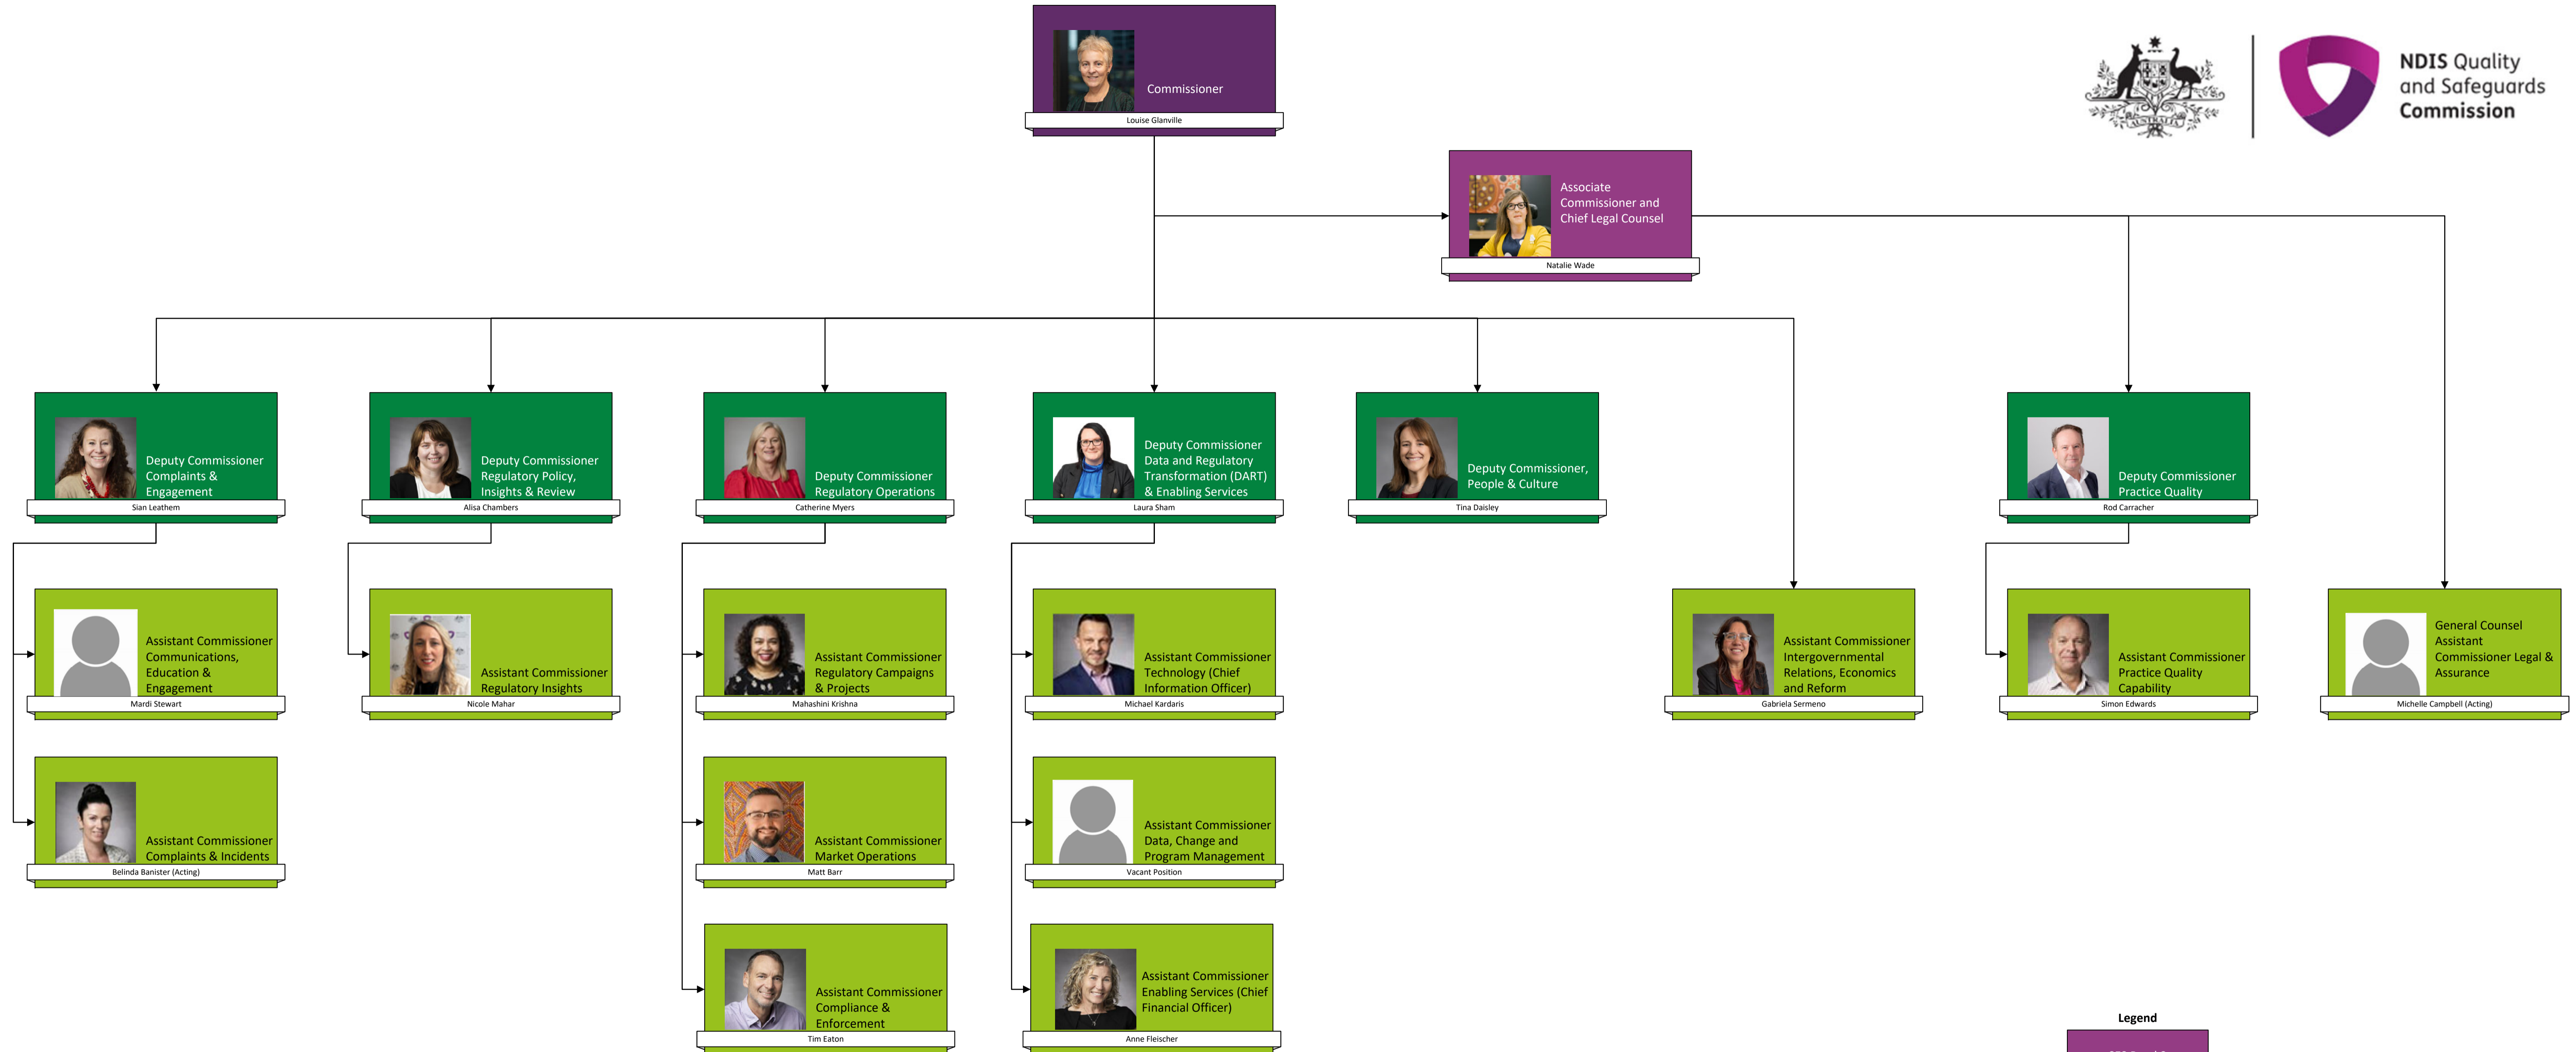 Commissioner
Louise Glanville
AUSTRALIA
NDIS Quality
and Safeguards
Commission
Associate
Commissioner and
Chief Legal Counsel
Natalie Wade
Deputy Commissioner
Complaints &
Engagement
Sian Leathem
Deputy Commissioner
Regulatory Policy,
Insights & Review
Alisa Chambers
Deputy Commissioner
Regulatory Operations
Catherine Myers
Deputy Commissioner
Data and Regulatory
Transformation (DART)
& Enabling Services
Laura Sham
Deputy Commissioner,
People & Culture
Tina Daisley
Deputy Commissioner
Practice Quality
Rod Carracher
Assistant Commissioner
Communications,
Education &
Engagement
Mardi Stewart
Assistant Commissioner
Regulatory Insights
Nicole Mahar
Assistant Commissioner
Regulatory Campaigns
& Projects
Mahashini Krishna
Assistant Commissioner
Technology (Chief
Information Officer)
Michael Kardaris
Assistant Commissioner
Intergovernmental
Relations, Economics
and Reform
Gabriela Sermeno
Assistant Commissioner
Practice Quality
Capability
Simon Edwards
General Counsel
Assistant
Commissioner Legal &
Assurance
Michelle Campbell (Acting)
Assistant Commissioner
Complaints & Incidents
Belinda Banister (Acting)
Assistant Commissioner
Market Operations
Matt Barr
Assistant Commissioner
Data, Change and
Program Management
Vacant Position
Assistant Commissioner
Compliance &
Enforcement
Tim Eaton
Assistant Commissioner
Enabling Services (Chief
Financial Officer)
Anne Fleischer
Legend